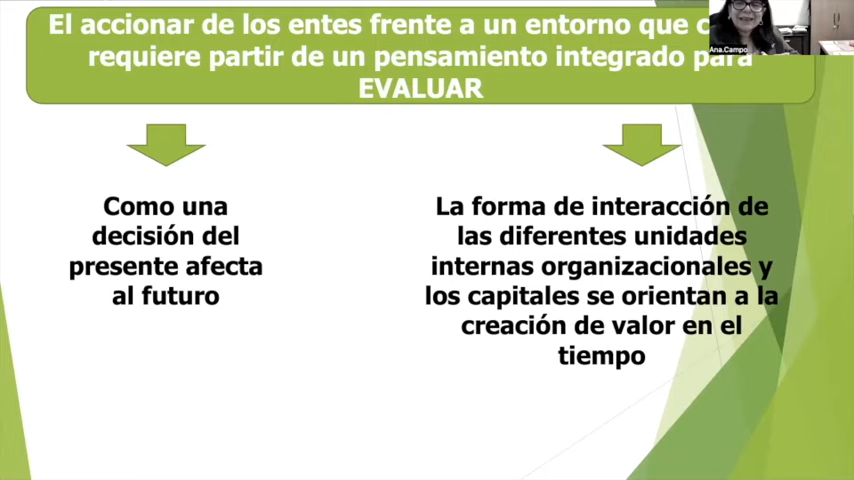 El accionar de los entes frente a un entorno que
requiere partir de un pensamiento integrado para
EVALUAR
Ana.Campo
Como una
decisión del
presente afecta
al futuro
La forma de interacción de
las diferentes unidades
internas organizacionales y
los capitales se orientan a la
creación de valor en el
tiempo